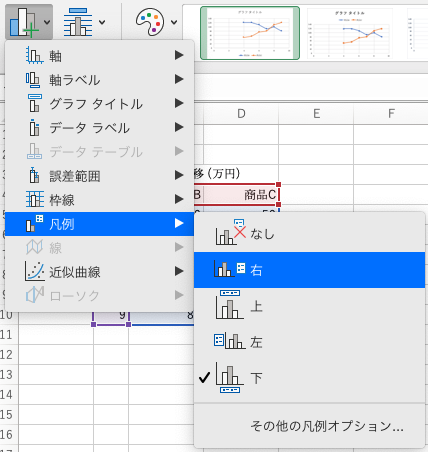 グラフ タイトル
グラフ タイトル
軸
軸ラベル
グラフ タイトル
データ ラベル
データ テーブル
誤差範囲
枠線
凡例
線
近似曲線
ローソク
D E F
移 (万円)
B 商品C
なし
右
上
左
下
その他の凡例オプション...
10 9 8
11
12
13
14
15
16